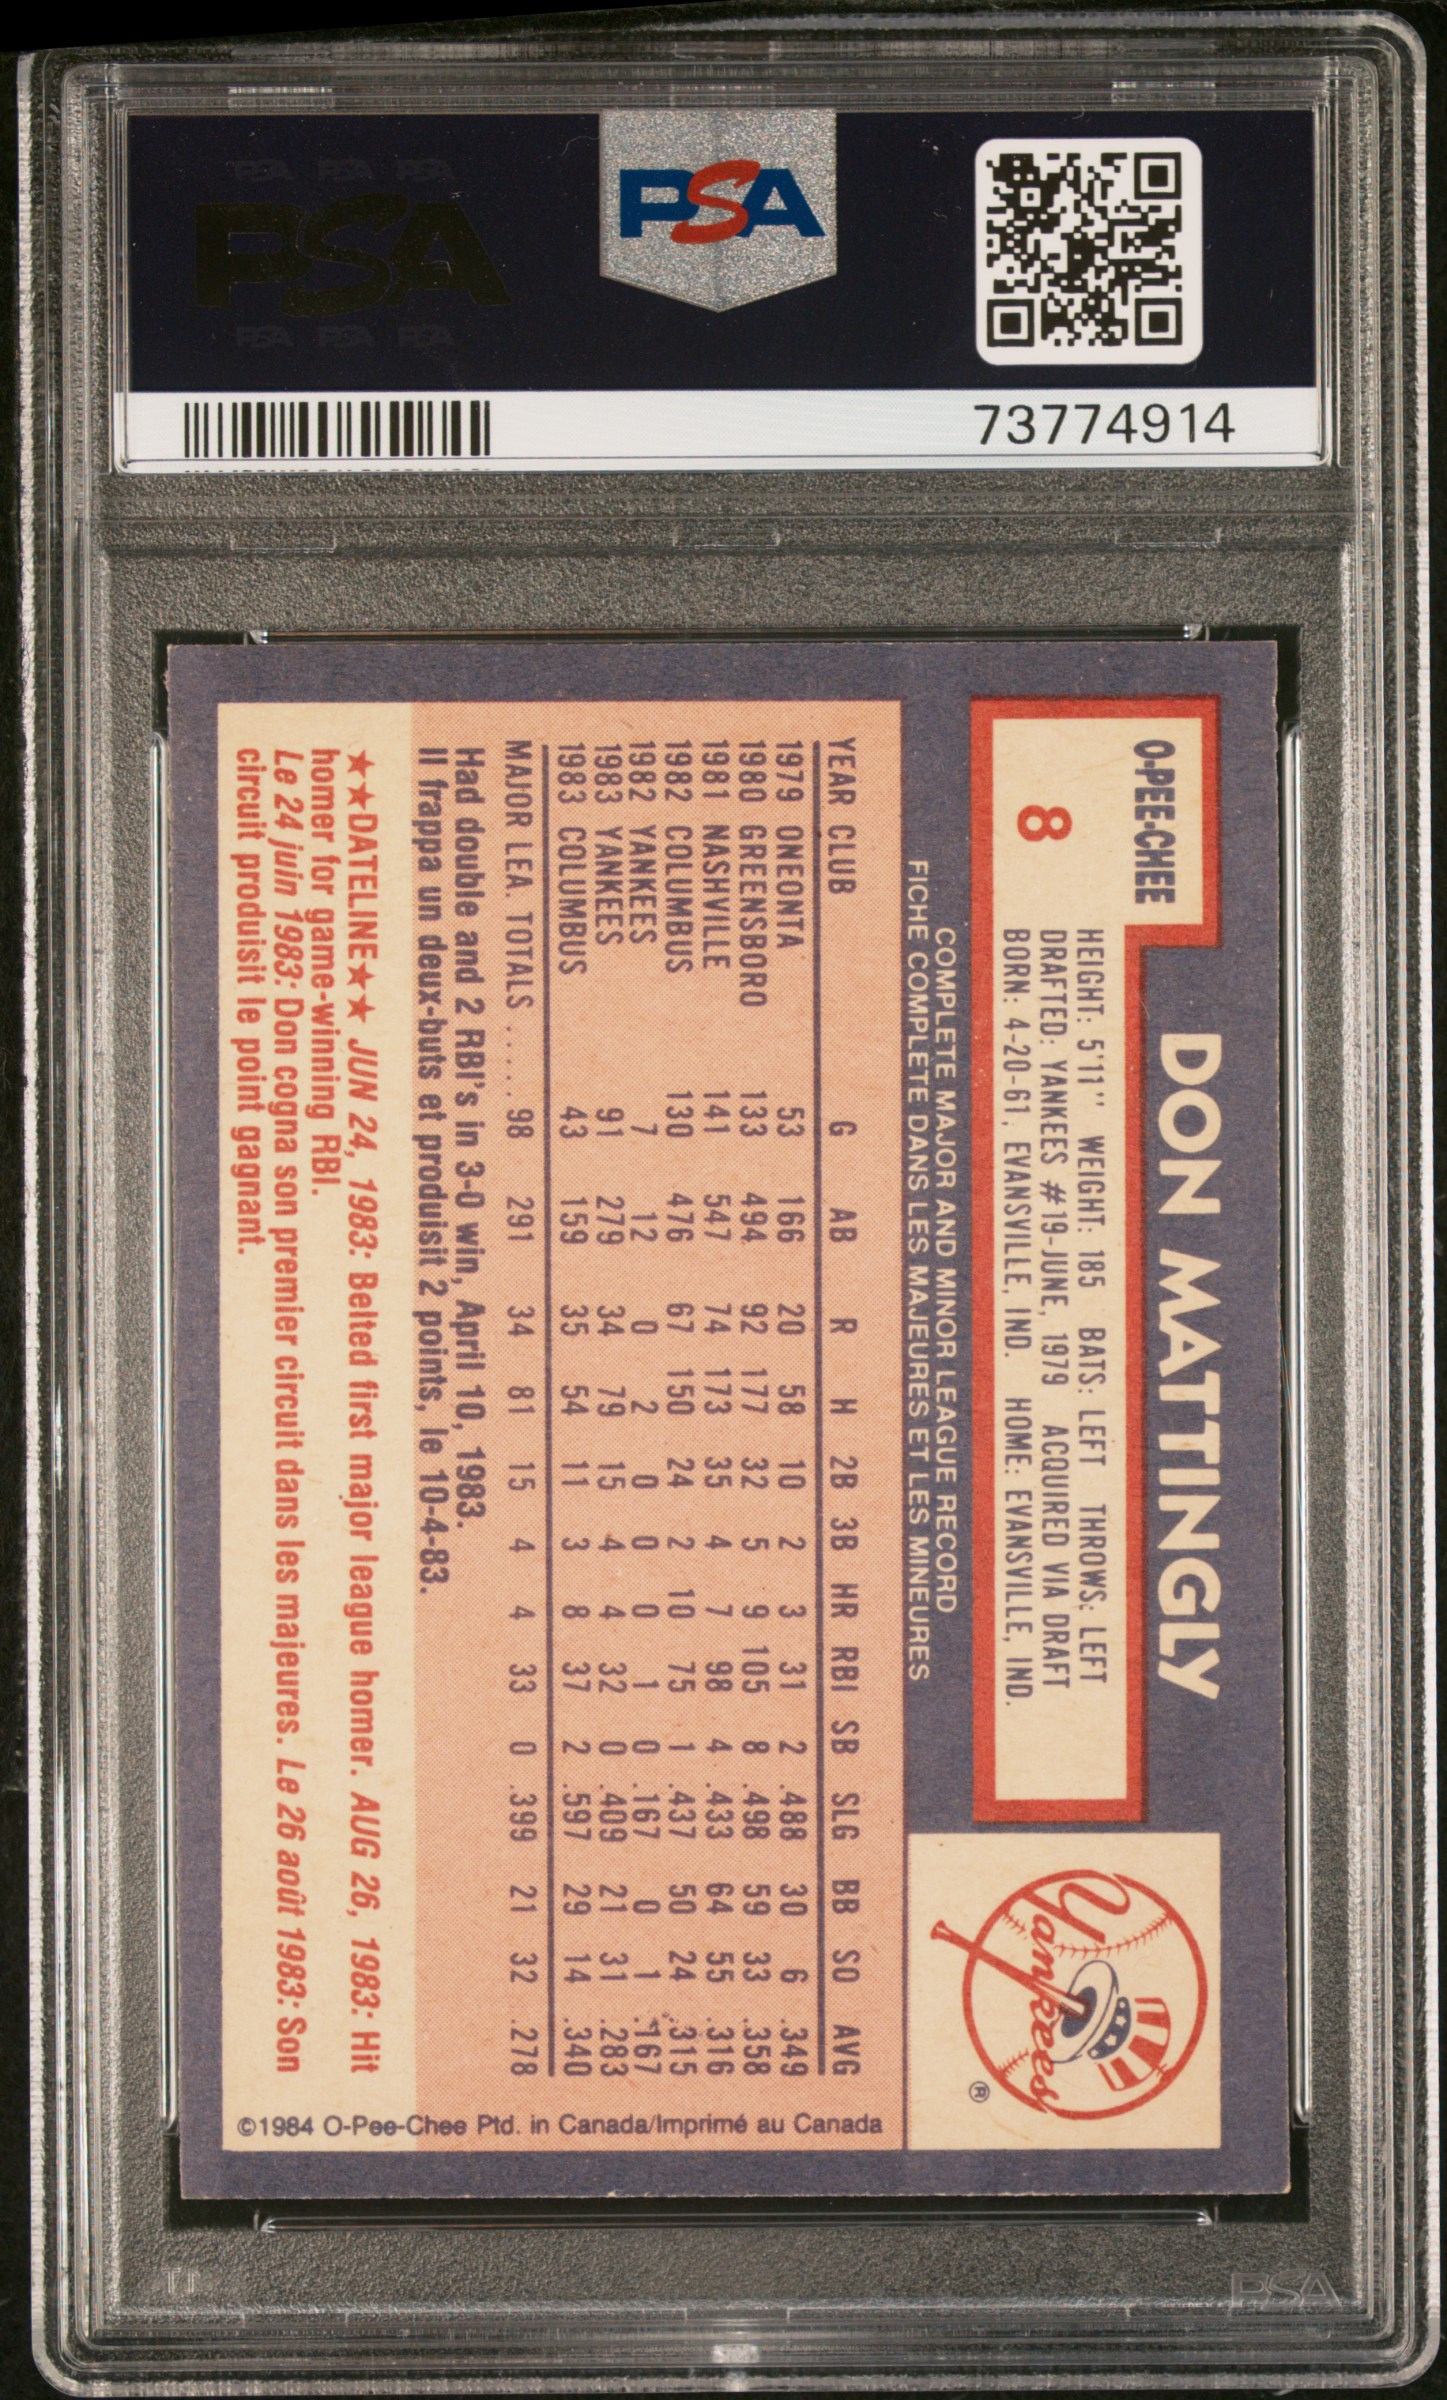 PSA PSA PSA
PSA
PSA PSA PSA
PSA
73774914
O-PEE-CHEE
8
DON MATTINGLY
HEIGHT: 5'11" WEIGHT: 185 BATS: LEFT THROWS: LEFT
DRAFTED: YANKEES #19-JUNE, 1979 ACQUIRED VIA DRAFT
BORN: 4-20-61, EVANSVILLE, IND. HOME: EVANSVILLE, IND.
Yankees
®
COMPLETE MAJOR AND MINOR LEAGUE RECORD
FICHE COMPLETE DANS LES MAJEURES ET LES MINEURES
YEAR CLUB G AB R H 2B 3B HR RBI SB SLG BB SO AVG
1979 ONEONTA 53 166 20 58 10 2 3 31 2 .488 30 6 .349
1980 GREENSBORO 133 494 92 177 32 5 9 105 8 .498 59 33 .358
1981 NASHVILLE 141 547 74 173 35 4 7 98 4 .433 64 55 .316
1982 COLUMBUS 130 476 67 150 24 2 10 75 1 .437 50 24 .315
1982 YANKEES 7 12 0 2 0 0 0 1 0 .167 0 1 .167
1983 YANKEES 91 279 34 79 15 4 4 32 0 .409 21 31 .283
1983 COLUMBUS 43 159 35 54 11 3 8 37 2 .597 29 14 .340
MAJOR LEA. TOTALS ..... 98 291 34 81 15 4 4 33 0 .399 21 32 .278
Had double and 2 RBI's in 3-0 win, April 10, 1983.
Il frappa un deux-buts et produisit 2 points, le 10-4-83.
★★DATELINE★★ JUN 24, 1983: Belted first major league homer. AUG 26, 1983: Hit
homer for game-winning RBI.
Le 24 juin 1983: Don cogna son premier circuit dans les majeures. Le 26 août 1983: Son
circuit produisit le point gagnant.
©1984 O-Pee-Chee Ptd. in Canada/Imprimé au Canada
PSA